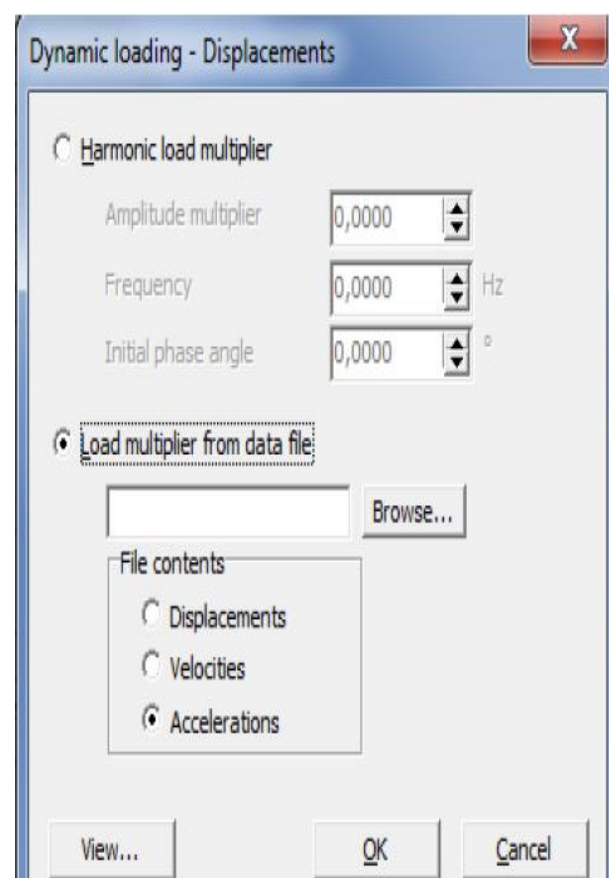 Dynamic loading - Displacements
X
Harmonic load multiplier
Amplitude multiplier 0,0000
Frequency 0,0000 Hz
Initial phase angle 0,0000 °
Load multiplier from data file
Browse...
File contents
Displacements
Velocities
Accelerations
View... OK Cancel